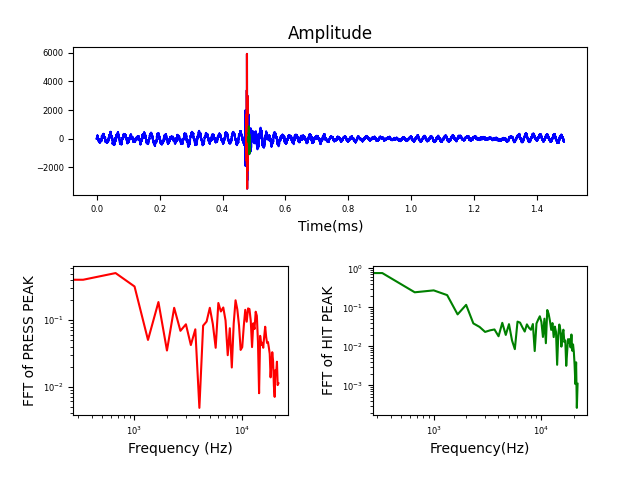 Amplitude
6000
4000
2000
0
−2000
0.0 0.2 0.4 0.6 0.8 1.0 1.2 1.4
Time(ms)
FFT of PRESS PEAK
10⁻¹
10⁻²
10³ 10⁴
Frequency (Hz)
FFT of HIT PEAK
10⁰
10⁻¹
10⁻²
10⁻³
10³ 10⁴
Frequency(Hz)